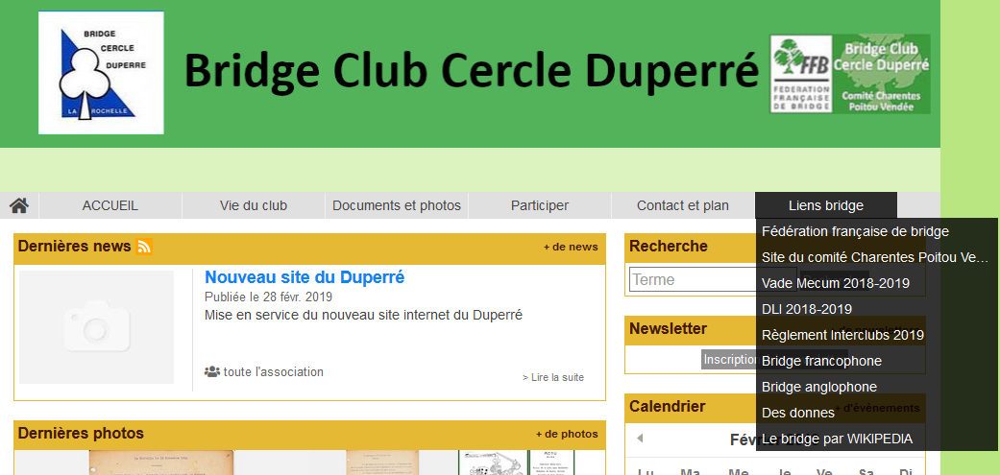 BRIDGE
CERCLE
DUPERRE
LA ROCHELLE
Bridge Club Cercle Duperré
FFB
FÉDÉRATION
FRANÇAISE
DE BRIDGE
Bridge Club
Cercle Duperré
Comité Charentes
Poitou Vendée
ACCUEIL
Vie du club
Documents et photos
Participer
Contact et plan
Liens bridge
Fédération française de bridge
Site du comité Charentes Poitou Ve...
Vade Mecum 2018-2019
DLI 2018-2019
Règlement Interclubs 2019
Bridge francophone
Bridge anglophone
Des donnes
Le bridge par WIKIPEDIA
Dernières news
+ de news
Nouveau site du Duperré
Publiée le 28 févr. 2019
Mise en service du nouveau site internet du Duperré
toute l'association
> Lire la suite
Dernières photos
+ de photos
Recherche
Terme
Newsletter
Inscription
Calendrier
+ d'événements
Lu Ma Me Je Ve Sa Di